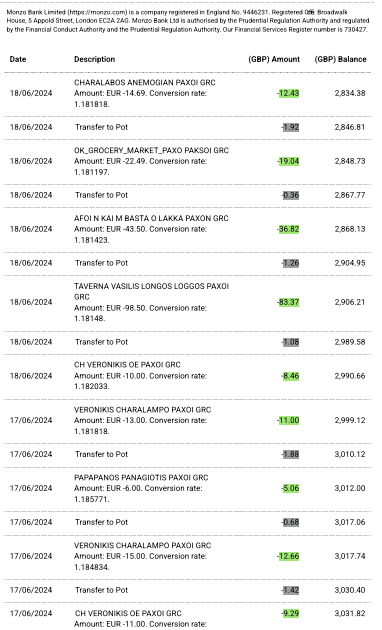 Monzo Bank Limited (https://monzo.com) is a company registered in England No. 9446231. Registered Office: Broadwalk
House, 5 Appold Street, London EC2A 2AG. Monzo Bank Ltd is authorised by the Prudential Regulation Authority and regulated
by the Financial Conduct Authority and the Prudential Regulation Authority. Our Financial Services Register number is 730427.
Date Description (GBP) Amount (GBP) Balance
CHARALABOS ANEMOGIAN PAXOI GRC
18/06/2024 Amount: EUR -14.69. Conversion rate: -12.43 2,834.38
1.181818.
18/06/2024 Transfer to Pot -1.92 2,846.81
OK_GROCERY_MARKET_PAXO PAKSOI GRC
18/06/2024 Amount: EUR -22.49. Conversion rate: -19.04 2,848.73
1.181197.
18/06/2024 Transfer to Pot -0.36 2,867.77
AFOI N KAI M BASTA O LAKKA PAXON GRC
18/06/2024 Amount: EUR -43.50. Conversion rate: -36.82 2,868.13
1.181423.
18/06/2024 Transfer to Pot -1.26 2,904.95
TAVERNA VASILIS LONGOS LOGGOS PAXOI
GRC
18/06/2024 Amount: EUR -98.50. Conversion rate: -83.37 2,906.21
1.18148.
18/06/2024 Transfer to Pot -1.08 2,989.58
CH VERONIKIS OE PAXOI GRC
18/06/2024 Amount: EUR -10.00. Conversion rate: -8.46 2,990.66
1.182033.
VERONIKIS CHARALAMPO PAXOI GRC
17/06/2024 Amount: EUR -13.00. Conversion rate: -11.00 2,999.12
1.181818.
17/06/2024 Transfer to Pot -1.88 3,010.12
PAPAPANOS PANAGIOTIS PAXOI GRC
17/06/2024 Amount: EUR -6.00. Conversion rate: -5.06 3,012.00
1.185771.
17/06/2024 Transfer to Pot -0.68 3,017.06
VERONIKIS CHARALAMPO PAXOI GRC
17/06/2024 Amount: EUR -15.00. Conversion rate: -12.66 3,017.74
1.184834.
17/06/2024 Transfer to Pot -1.42 3,030.40
17/06/2024 CH VERONIKIS OE PAXOI GRC -9.29 3,031.82
Amount: EUR -11.00. Conversion rate: